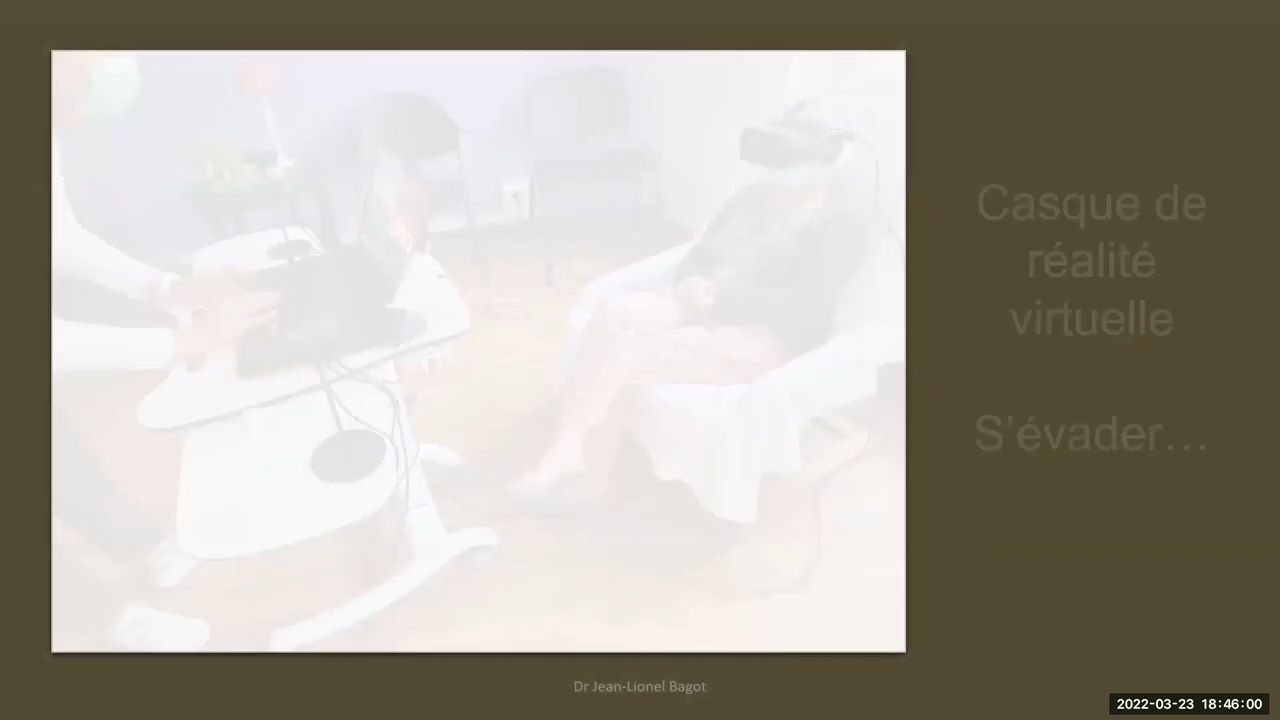 Casque de
réalité
virtuelle
S’évader…
Dr Jean-Lionel Bagot
2022-03-23 18:46:00